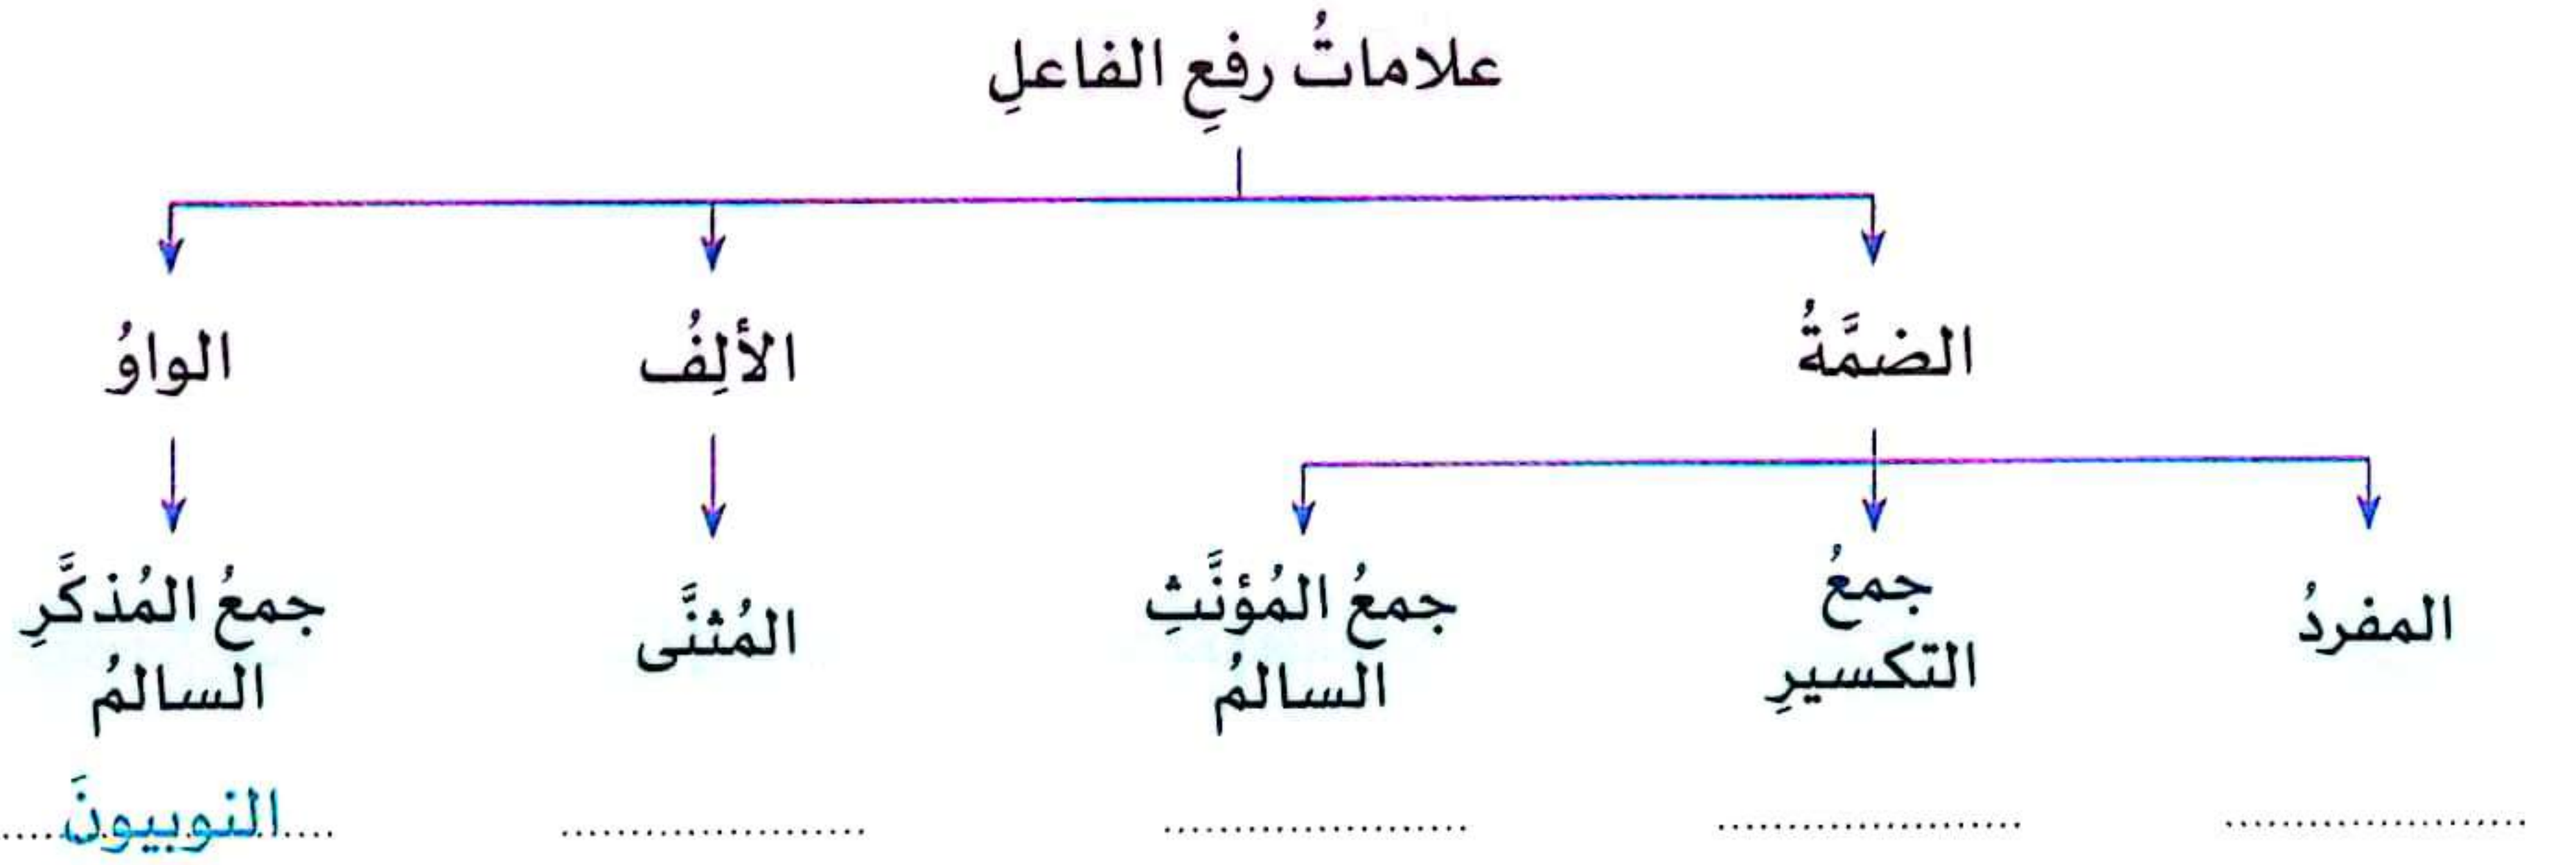 علاماتُ رفعِ الفاعلِ
الضمَّةُ
الألِفُ
الواوُ
المفردُ
جمعُ
التكسيرِ
جمعُ المُؤنَّثِ
السالمُ
المُثنَّى
جمعُ المُذكَّرِ
السالمُ
....................
....................
....................
....................
النوبيونَ